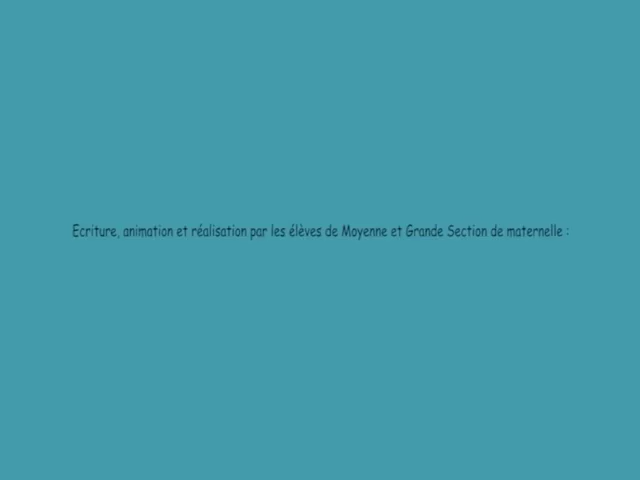 Ecriture, animation et réalisation par les élèves de Moyenne et Grande Section de maternelle :